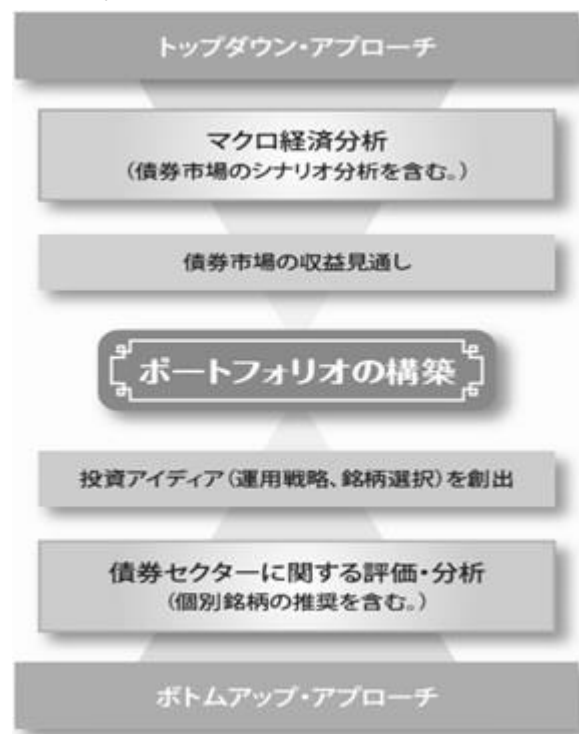 トップダウン・アプローチ
マクロ経済分析
（債券市場のシナリオ分析を含む。）
債券市場の収益見通し
ポートフォリオの構築
投資アイディア（運用戦略、銘柄選択）を創出
債券セクターに関する評価・分析
（個別銘柄の推奨を含む。）
ボトムアップ・アプローチ